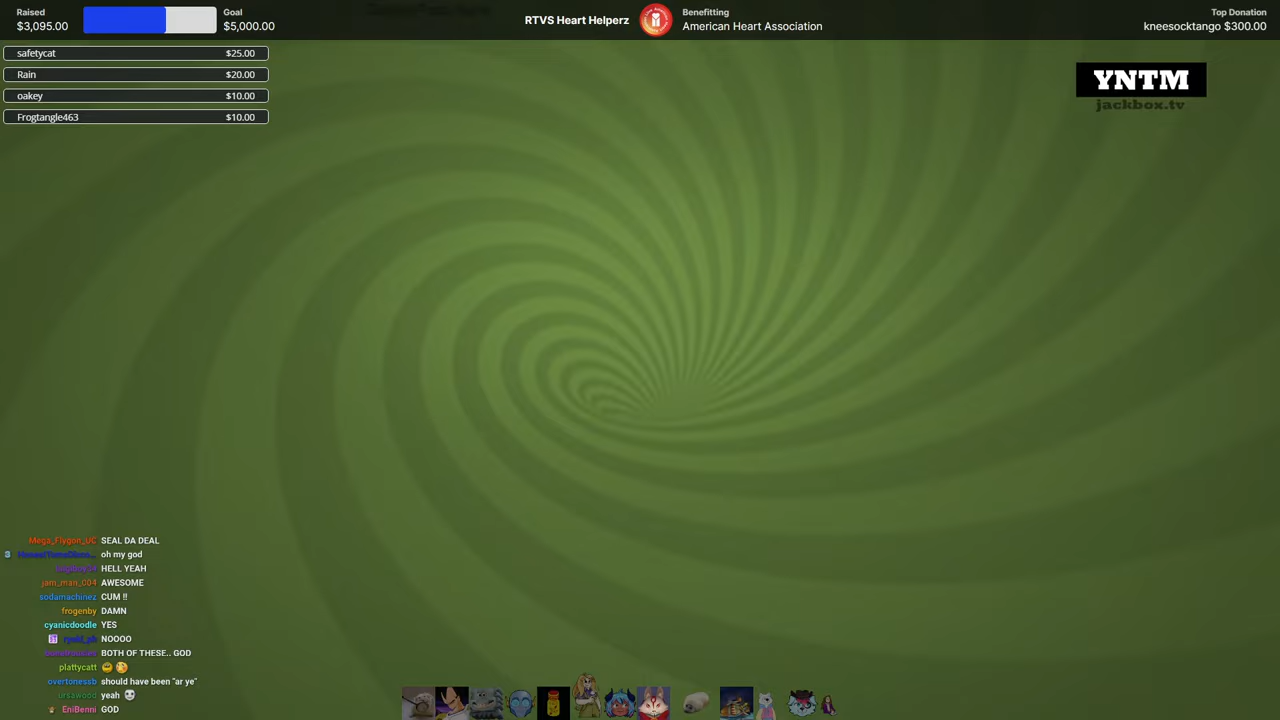 Raised
$3,095.00
Goal
$5,000.00
RTVS Heart Helperz
Benefitting
American Heart Association
Top Donation
kneesocktango $300.00
safetycat $25.00
Rain $20.00
oakey $10.00
Frogtangle463 $10.00
YNTM
jackbox.tv
Mega_Flygon_UC SEAL DA DEAL
oh my god
HELL YEAH
jam_man_004 AWESOME
sodamachinez CUM !!
frogenby DAMN
cyanicdoodle YES
NOOOO
BOTH OF THESE.. GOD
plattycatt
overtonessb should have been "ar ye"
ursawood yeah
EniBenni GOD